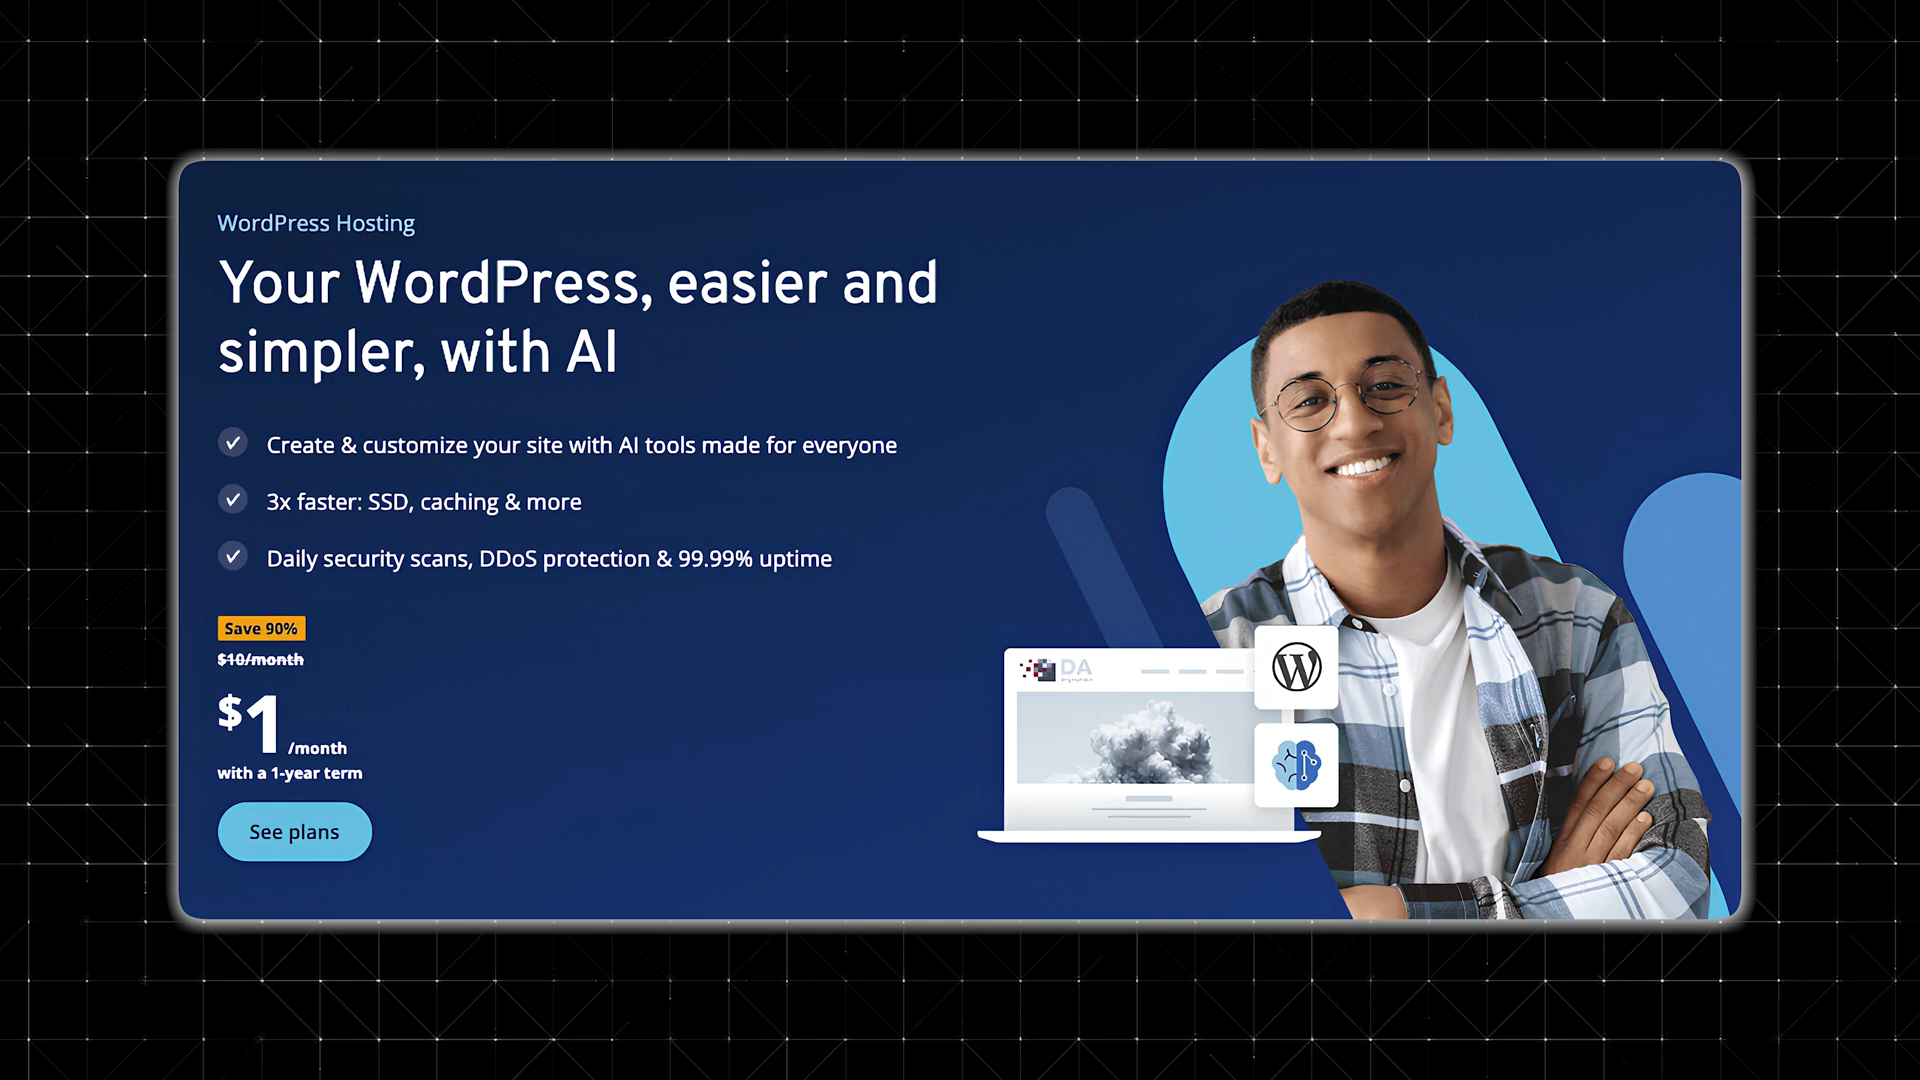 WordPress Hosting
Your WordPress, easier and
simpler, with AI
Create & customize your site with AI tools made for everyone
3x faster: SSD, caching & more
Daily security scans, DDoS protection & 99.99% uptime
Save 90%
$10/month
$1/month
with a 1-year term
See plans
DA